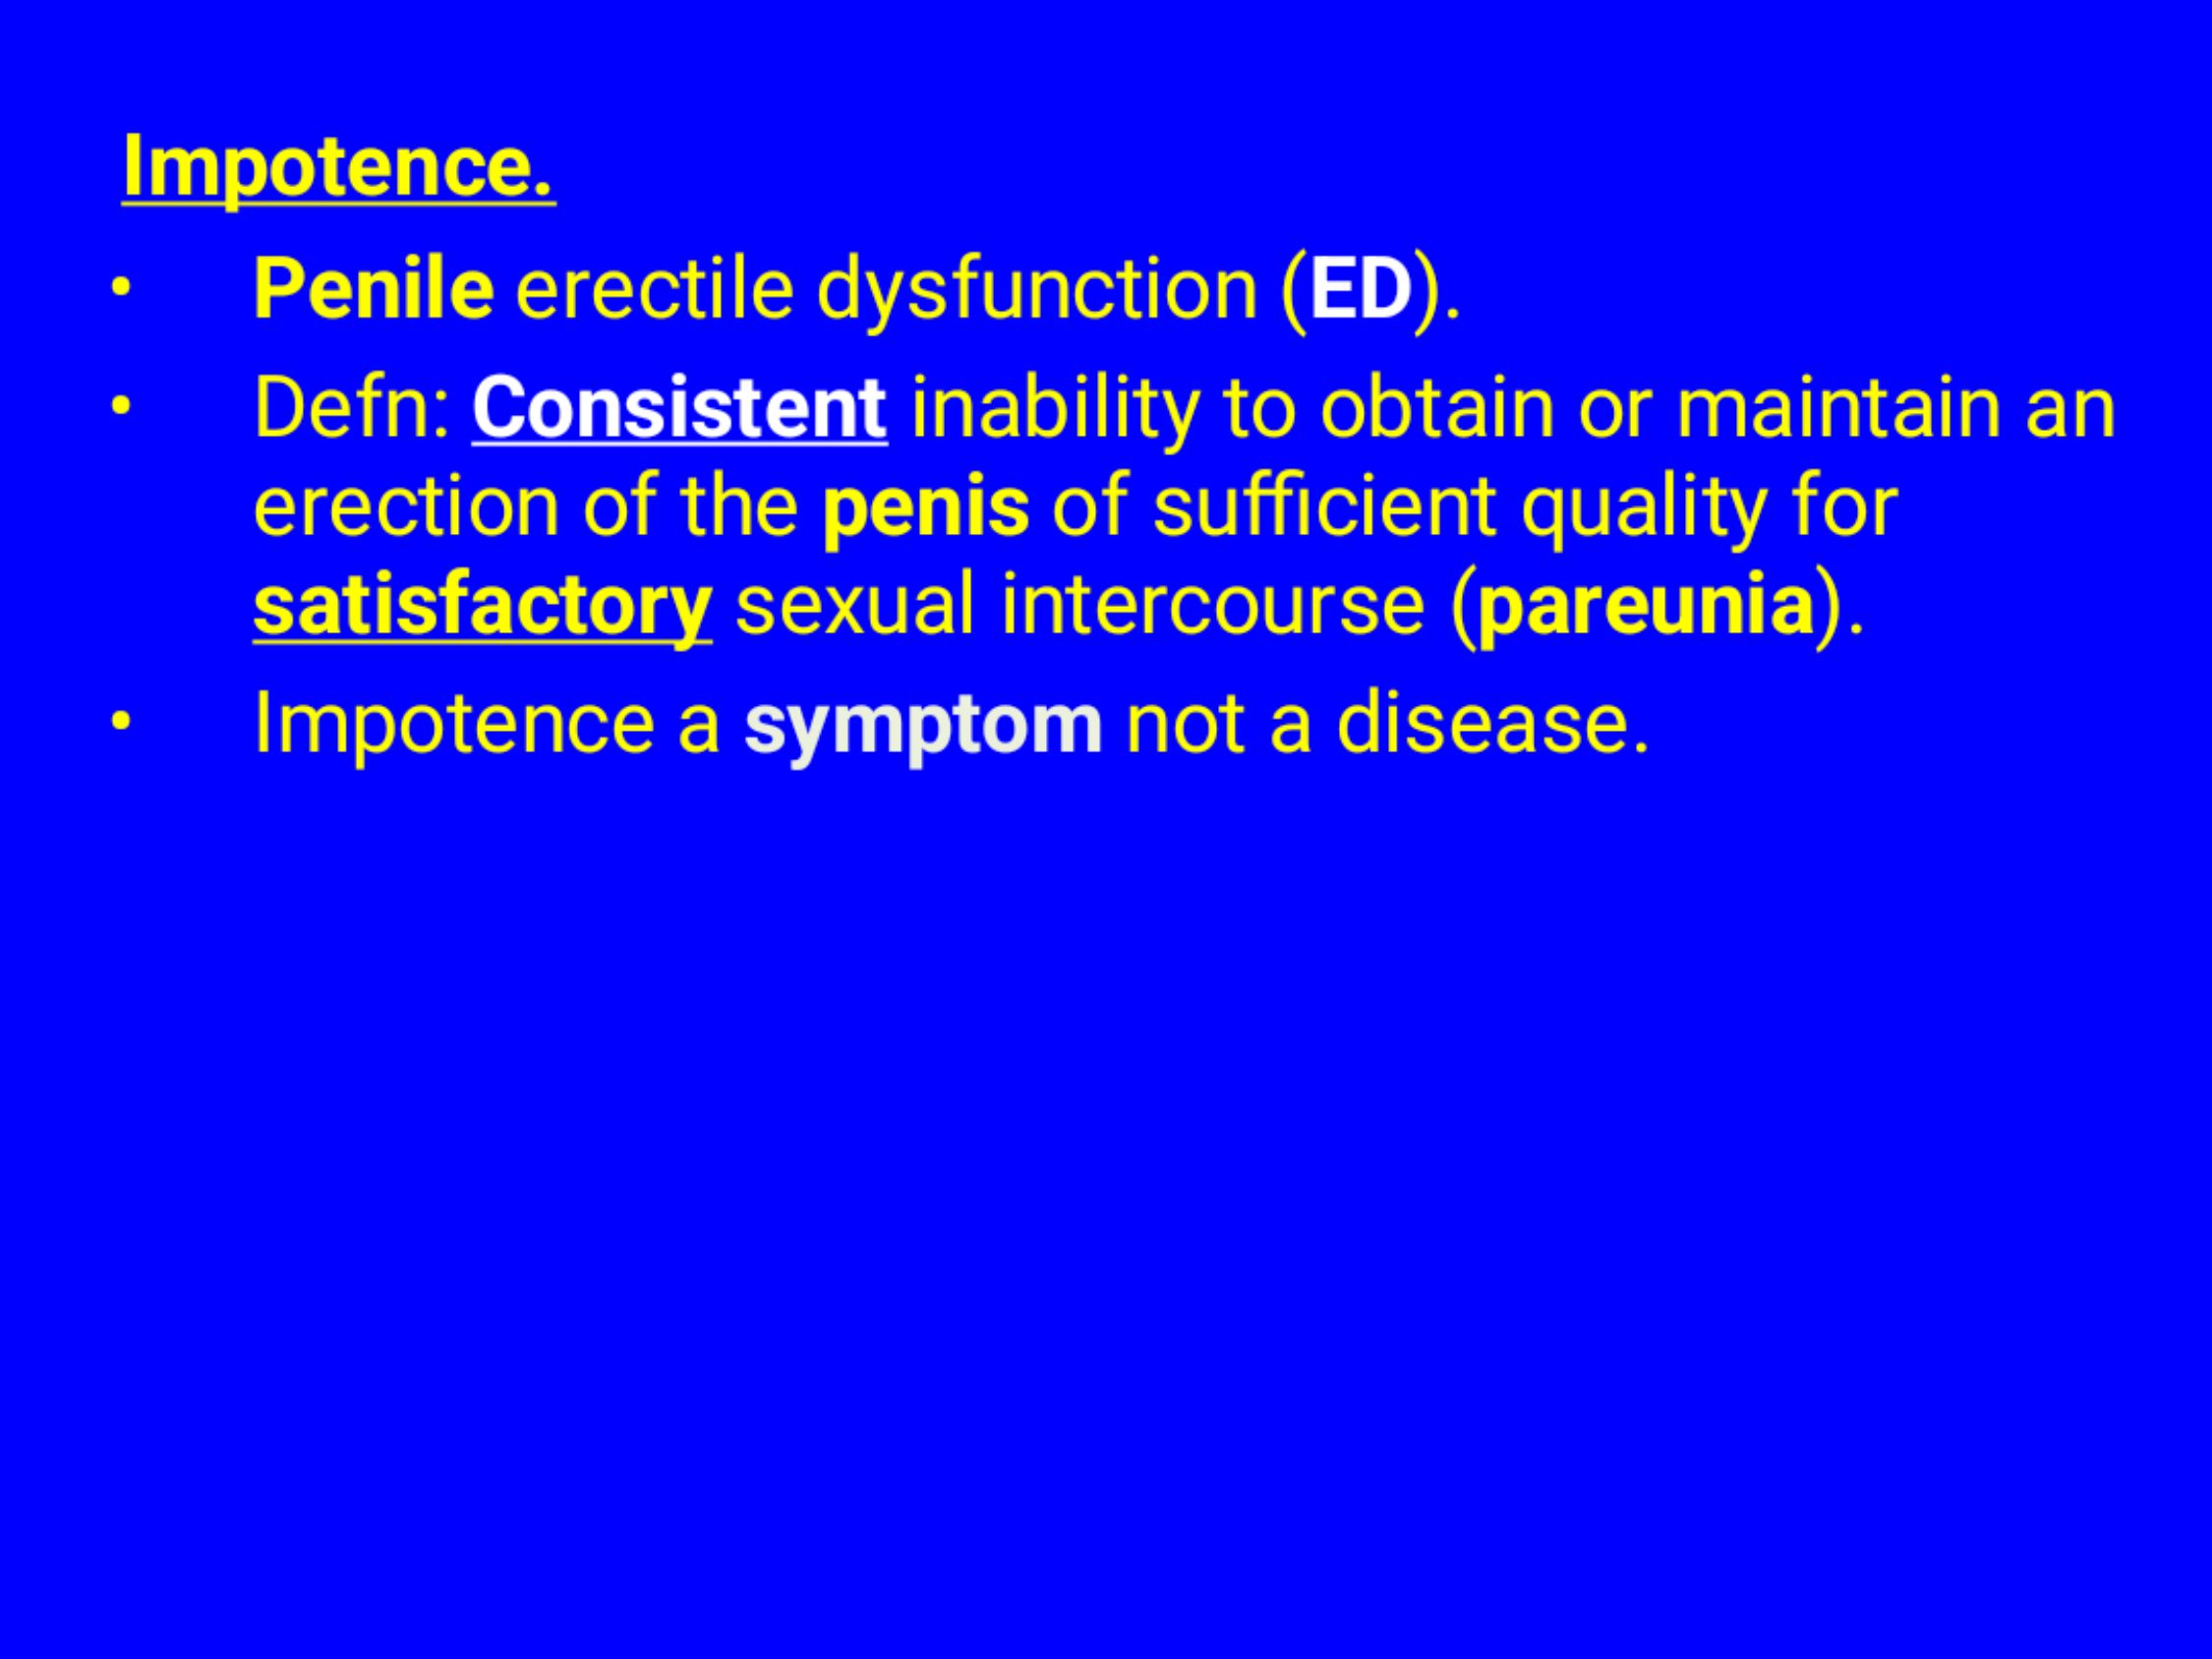 Impotence.
• Penile erectile dysfunction (ED).
• Defn: Consistent inability to obtain or maintain an
erection of the penis of sufficient quality for
satisfactory sexual intercourse (pareunia).
• Impotence a symptom not a disease.